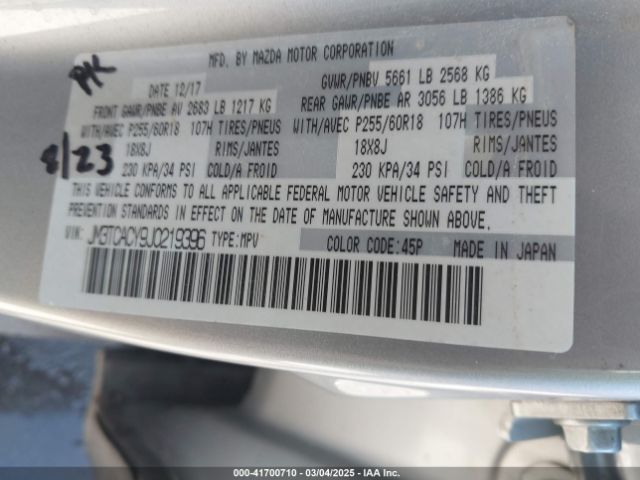 PK
8/23
MFD. BY MAZDA MOTOR CORPORATION
DATE 12/17 GVWR/PNBV 5661 LB 2568 KG
FRONT GAWR/PNBE AV 2683 LB 1217 KG REAR GAWR/PNBE AR 3056 LB 1386 KG
WITH/AVEC P255/60R18 107H TIRES/PNEUS WITH/AVEC P255/60R18 107H TIRES/PNEUS
18X8J RIMS/JANTES 18X8J RIMS/JANTES
230 KPA/34 PSI COLD/A FROID 230 KPA/34 PSI COLD/A FROID
THIS VEHICLE CONFORMS TO ALL APPLICABLE FEDERAL MOTOR VEHICLE SAFETY AND THEFT
PREVENTION STANDARDS IN EFFECT ON THE DATE OF MANUFACTURE SHOWN ABOVE.
VIN: JM3TCACY9J0219396 TYPE:MPV COLOR CODE:45P MADE IN JAPAN
000-41700710 - 03/04/2025 - IAA Inc.